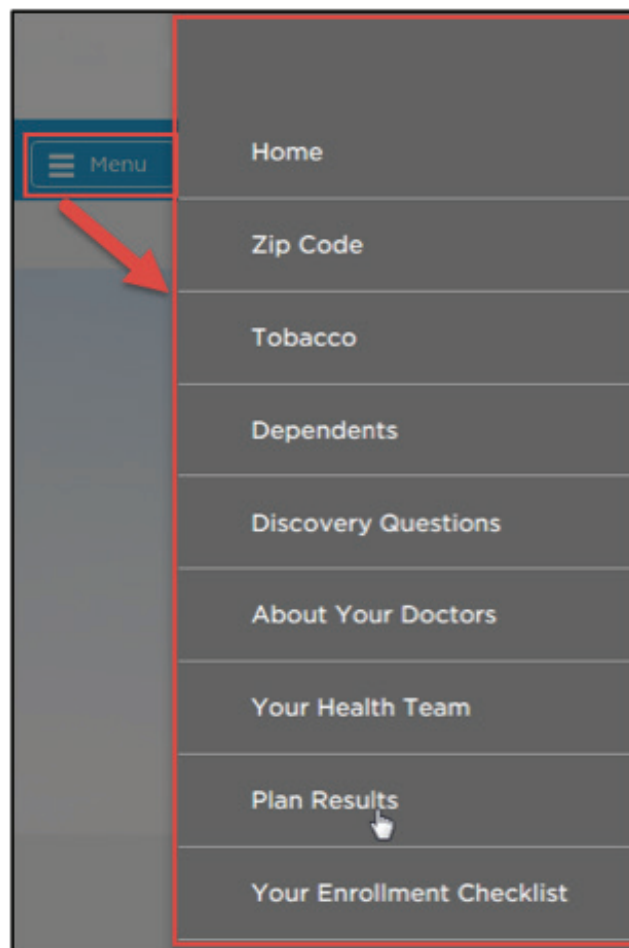 Menu
Home
Zip Code
Tobacco
Dependents
Discovery Questions
About Your Doctors
Your Health Team
Plan Results
Your Enrollment Checklist